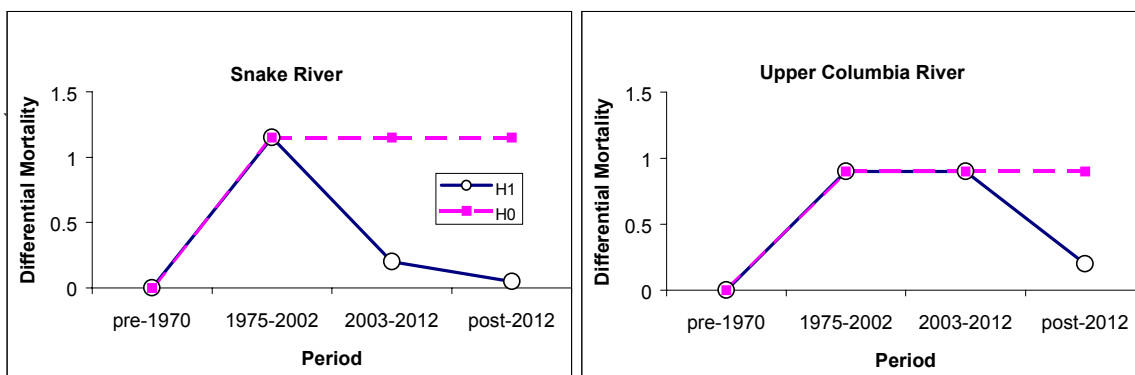 Snake River
Differential Mortality
1.5
1
0.5
0
H1
H0
pre-1970 1975-2002 2003-2012 post-2012
Period
Upper Columbia River
Differential Mortality
1.5
1
0.5
0
pre-1970 1975-2002 2003-2012 post-2012
Period